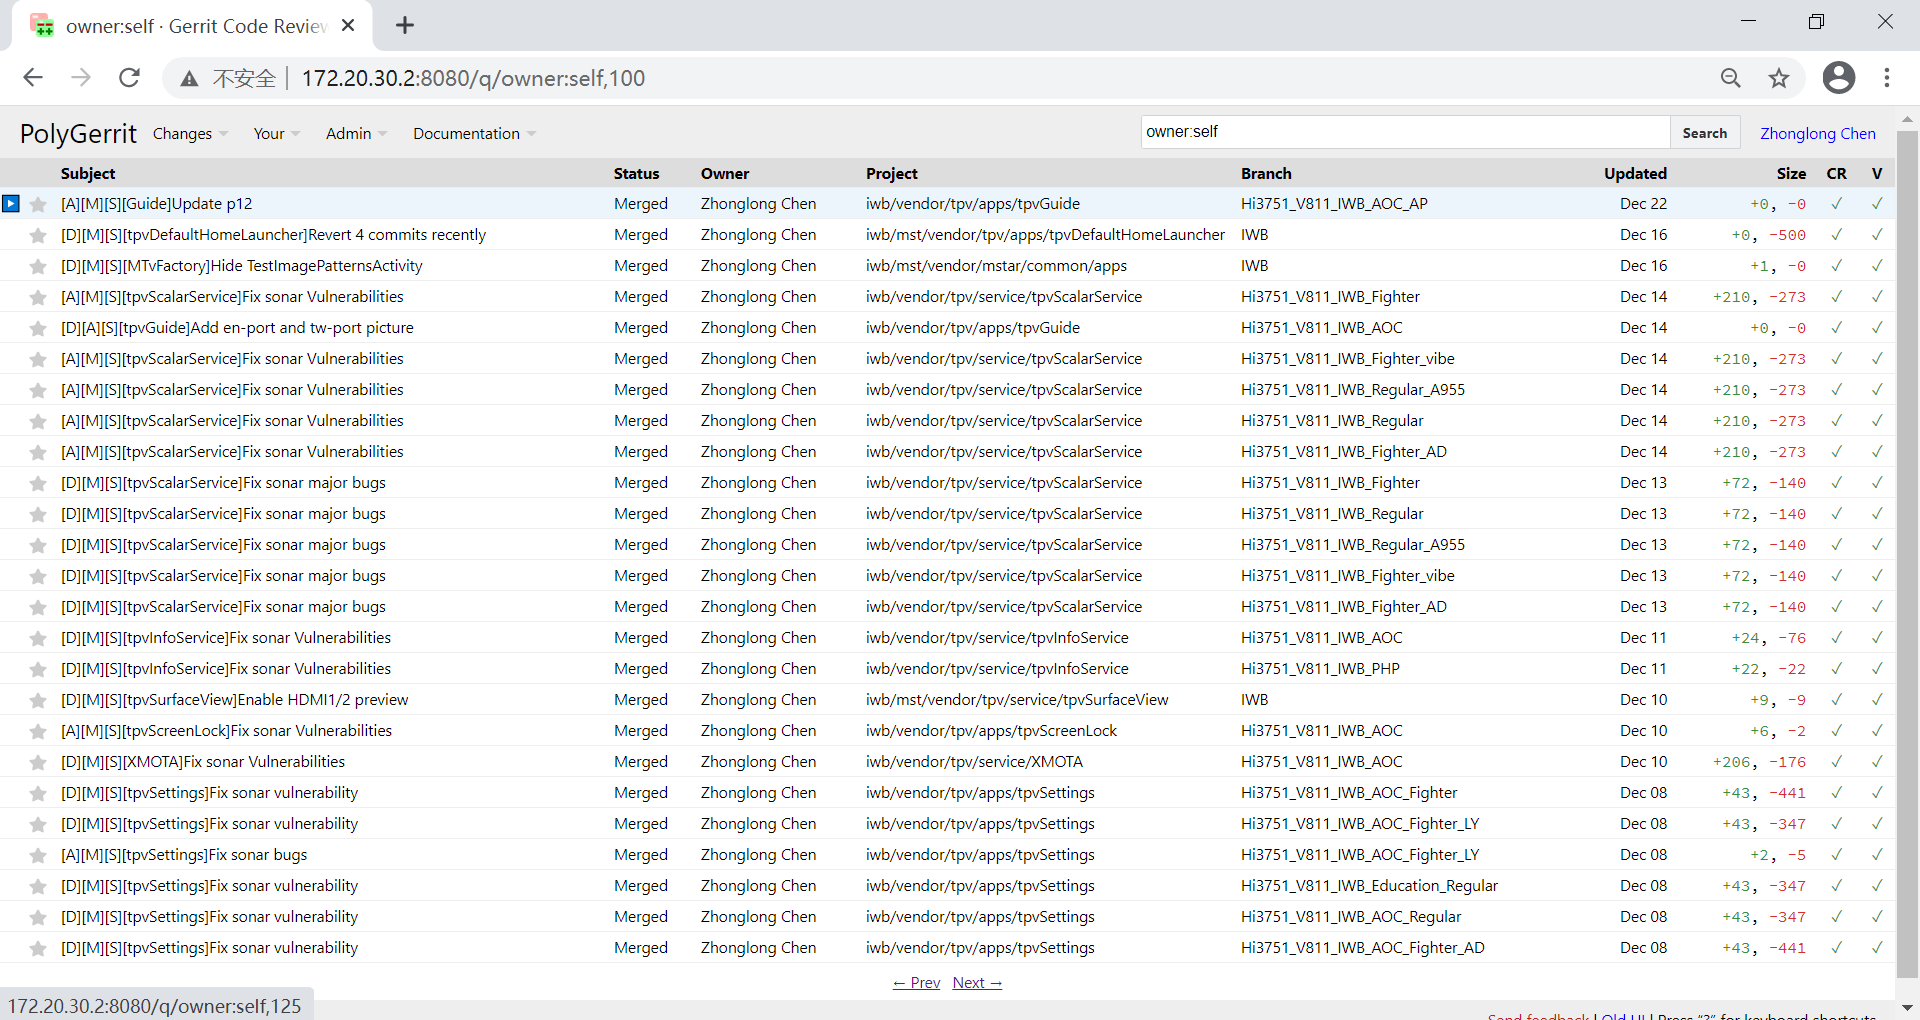 owner:self · Gerrit Code Review
不安全 | 172.20.30.2:8080/q/owner:self,100
PolyGerrit Changes Your Admin Documentation owner:self Search Zhonglong Chen
Subject Status Owner Project Branch Updated Size CR V
[A][M][S][Guide]Update p12 Merged Zhonglong Chen iwb/vendor/tpv/apps/tpvGuide Hi3751_V811_IWB_AOC_AP Dec 22 +0, -0 ✓ ✓
[D][M][S][tpvDefaultHomeLauncher]Revert 4 commits recently Merged Zhonglong Chen iwb/mst/vendor/tpv/apps/tpvDefaultHomeLauncher IWB Dec 16 +0, -500 ✓ ✓
[D][M][S][MTvFactory]Hide TestImagePatternsActivity Merged Zhonglong Chen iwb/mst/vendor/mstar/common/apps IWB Dec 16 +1, -0 ✓ ✓
[A][M][S][tpvScalarService]Fix sonar Vulnerabilities Merged Zhonglong Chen iwb/vendor/tpv/service/tpvScalarService Hi3751_V811_IWB_Fighter Dec 14 +210, -273 ✓ ✓
[D][A][S][tpvGuide]Add en-port and tw-port picture Merged Zhonglong Chen iwb/vendor/tpv/apps/tpvGuide Hi3751_V811_IWB_AOC Dec 14 +0, -0 ✓ ✓
[A][M][S][tpvScalarService]Fix sonar Vulnerabilities Merged Zhonglong Chen iwb/vendor/tpv/service/tpvScalarService Hi3751_V811_IWB_Fighter_vibe Dec 14 +210, -273 ✓ ✓
[A][M][S][tpvScalarService]Fix sonar Vulnerabilities Merged Zhonglong Chen iwb/vendor/tpv/service/tpvScalarService Hi3751_V811_IWB_Regular_A955 Dec 14 +210, -273 ✓ ✓
[A][M][S][tpvScalarService]Fix sonar Vulnerabilities Merged Zhonglong Chen iwb/vendor/tpv/service/tpvScalarService Hi3751_V811_IWB_Regular Dec 14 +210, -273 ✓ ✓
[A][M][S][tpvScalarService]Fix sonar Vulnerabilities Merged Zhonglong Chen iwb/vendor/tpv/service/tpvScalarService Hi3751_V811_IWB_Fighter_AD Dec 14 +210, -273 ✓ ✓
[D][M][S][tpvScalarService]Fix sonar major bugs Merged Zhonglong Chen iwb/vendor/tpv/service/tpvScalarService Hi3751_V811_IWB_Fighter Dec 13 +72, -140 ✓ ✓
[D][M][S][tpvScalarService]Fix sonar major bugs Merged Zhonglong Chen iwb/vendor/tpv/service/tpvScalarService Hi3751_V811_IWB_Regular Dec 13 +72, -140 ✓ ✓
[D][M][S][tpvScalarService]Fix sonar major bugs Merged Zhonglong Chen iwb/vendor/tpv/service/tpvScalarService Hi3751_V811_IWB_Regular_A955 Dec 13 +72, -140 ✓ ✓
[D][M][S][tpvScalarService]Fix sonar major bugs Merged Zhonglong Chen iwb/vendor/tpv/service/tpvScalarService Hi3751_V811_IWB_Fighter_vibe Dec 13 +72, -140 ✓ ✓
[D][M][S][tpvScalarService]Fix sonar major bugs Merged Zhonglong Chen iwb/vendor/tpv/service/tpvScalarService Hi3751_V811_IWB_Fighter_AD Dec 13 +72, -140 ✓ ✓
[D][M][S][tpvInfoService]Fix sonar Vulnerabilities Merged Zhonglong Chen iwb/vendor/tpv/service/tpvInfoService Hi3751_V811_IWB_AOC Dec 11 +24, -76 ✓ ✓
[D][M][S][tpvInfoService]Fix sonar Vulnerabilities Merged Zhonglong Chen iwb/vendor/tpv/service/tpvInfoService Hi3751_V811_IWB_PHP Dec 11 +22, -22 ✓ ✓
[D][M][S][tpvSurfaceView]Enable HDMI1/2 preview Merged Zhonglong Chen iwb/mst/vendor/tpv/service/tpvSurfaceView IWB Dec 10 +9, -9 ✓ ✓
[A][M][S][tpvScreenLock]Fix sonar Vulnerabilities Merged Zhonglong Chen iwb/vendor/tpv/apps/tpvScreenLock Hi3751_V811_IWB_AOC Dec 10 +6, -2 ✓ ✓
[D][M][S][XMOTA]Fix sonar Vulnerabilities Merged Zhonglong Chen iwb/vendor/tpv/service/XMOTA Hi3751_V811_IWB_AOC Dec 10 +206, -176 ✓ ✓
[D][M][S][tpvSettings]Fix sonar vulnerability Merged Zhonglong Chen iwb/vendor/tpv/apps/tpvSettings Hi3751_V811_IWB_AOC_Fighter Dec 08 +43, -441 ✓ ✓
[D][M][S][tpvSettings]Fix sonar vulnerability Merged Zhonglong Chen iwb/vendor/tpv/apps/tpvSettings Hi3751_V811_IWB_AOC_Fighter_LY Dec 08 +43, -347 ✓ ✓
[A][M][S][tpvSettings]Fix sonar bugs Merged Zhonglong Chen iwb/vendor/tpv/apps/tpvSettings Hi3751_V811_IWB_AOC_Fighter_LY Dec 08 +2, -5 ✓ ✓
[D][M][S][tpvSettings]Fix sonar vulnerability Merged Zhonglong Chen iwb/vendor/tpv/apps/tpvSettings Hi3751_V811_IWB_Education_Regular Dec 08 +43, -347 ✓ ✓
[D][M][S][tpvSettings]Fix sonar vulnerability Merged Zhonglong Chen iwb/vendor/tpv/apps/tpvSettings Hi3751_V811_IWB_AOC_Regular Dec 08 +43, -347 ✓ ✓
[D][M][S][tpvSettings]Fix sonar vulnerability Merged Zhonglong Chen iwb/vendor/tpv/apps/tpvSettings Hi3751_V811_IWB_AOC_Fighter_AD Dec 08 +43, -441 ✓ ✓
← Prev Next →
172.20.30.2:8080/q/owner:self,125
Send feedback | Old UI | Press “?” for keyboard shortcuts